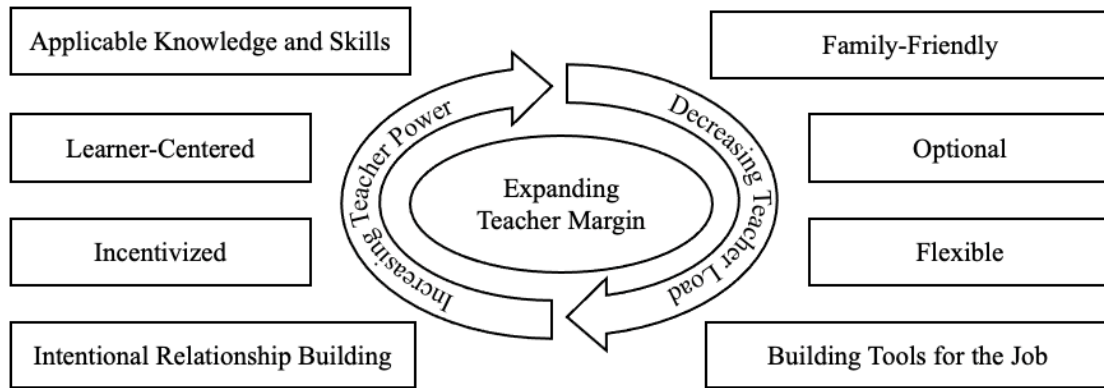 Applicable Knowledge and Skills
Learner-Centered
Incentivized
Intentional Relationship Building
Increasing Teacher Power
Expanding
Teacher Margin
Decreasing Teacher Load
Family-Friendly
Optional
Flexible
Building Tools for the Job